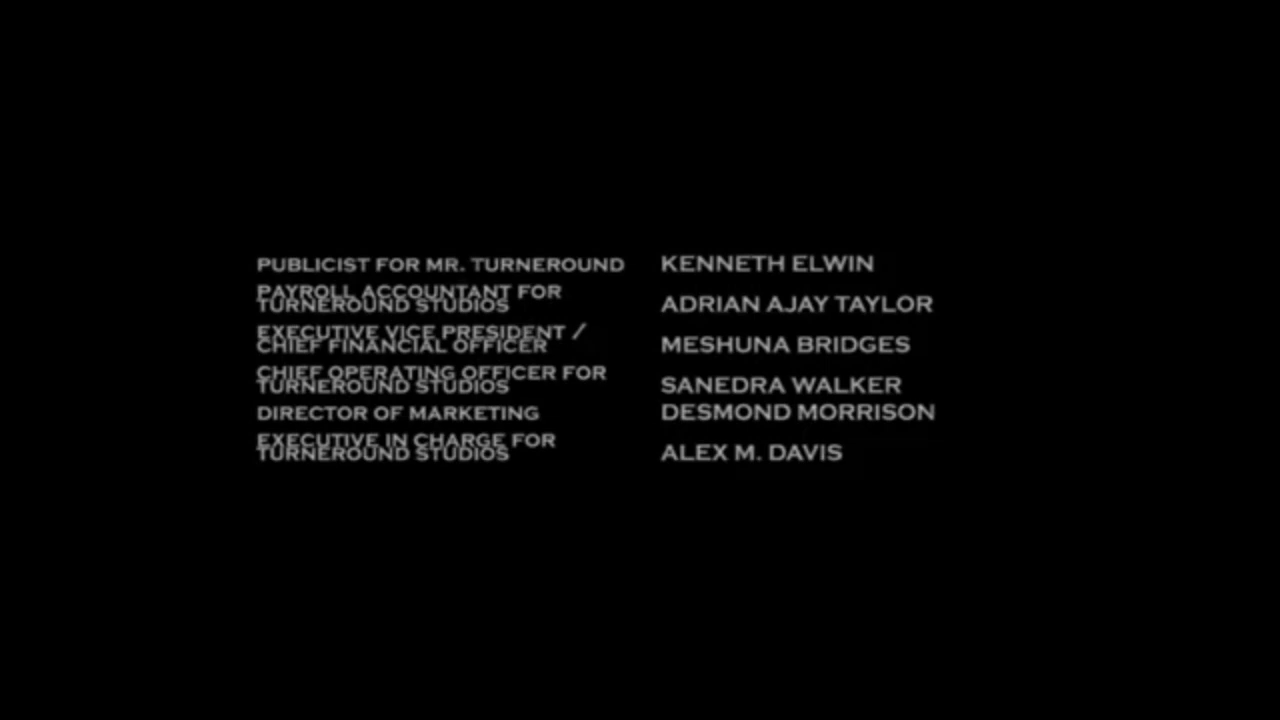 PUBLICIST FOR MR. TURNEROUND KENNETH ELWIN
PAYROLL ACCOUNTANT FOR
TURNEROUND STUDIOS ADRIAN AJAY TAYLOR
EXECUTIVE VICE PRESIDENT /
CHIEF FINANCIAL OFFICER MESHUNA BRIDGES
CHIEF OPERATING OFFICER FOR
TURNEROUND STUDIOS SANEDRA WALKER
DIRECTOR OF MARKETING DESMOND MORRISON
EXECUTIVE IN CHARGE FOR
TURNEROUND STUDIOS ALEX M. DAVIS